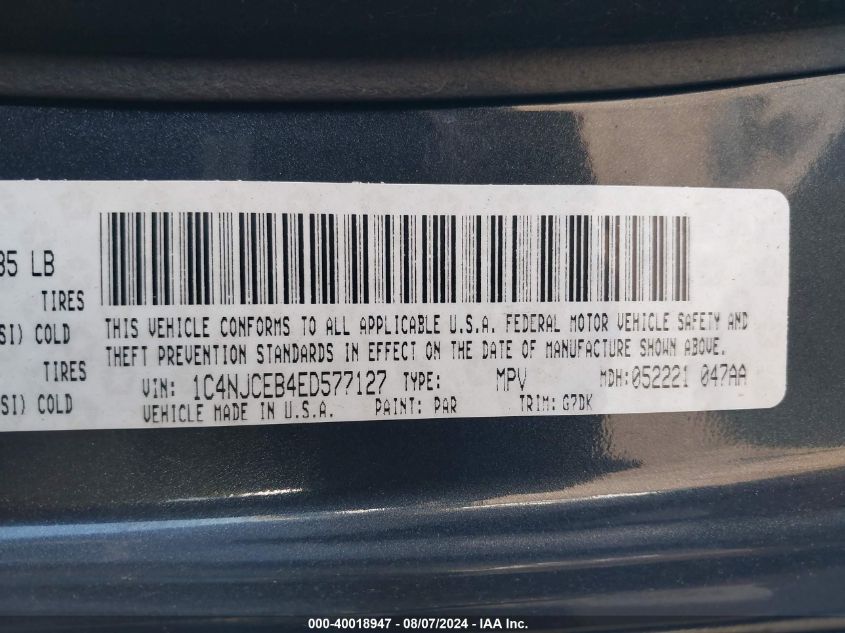 85 LB
TIRES
SI) COLD
TIRES
SI) COLD
THIS VEHICLE CONFORMS TO ALL APPLICABLE U.S.A. FEDERAL MOTOR VEHICLE SAFETY AND
THEFT PREVENTION STANDARDS IN EFFECT ON THE DATE OF MANUFACTURE SHOWN ABOVE.
VIN: 1C4NJCEB4ED577127 TYPE: MPV MDH:052221 047AA
VEHICLE MADE IN U.S.A. PAINT: PAR TRIM: G7DK
000-40018947 - 08/07/2024 - IAA Inc.